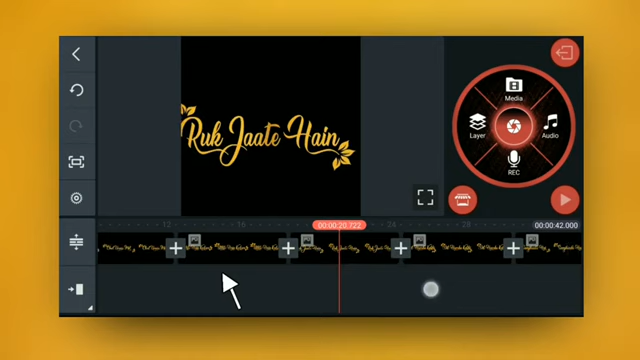 Ruk Jaate Hain
Media
Layer
Audio
REC
12
16
00:00:20.722
24
28
00:00:42.000